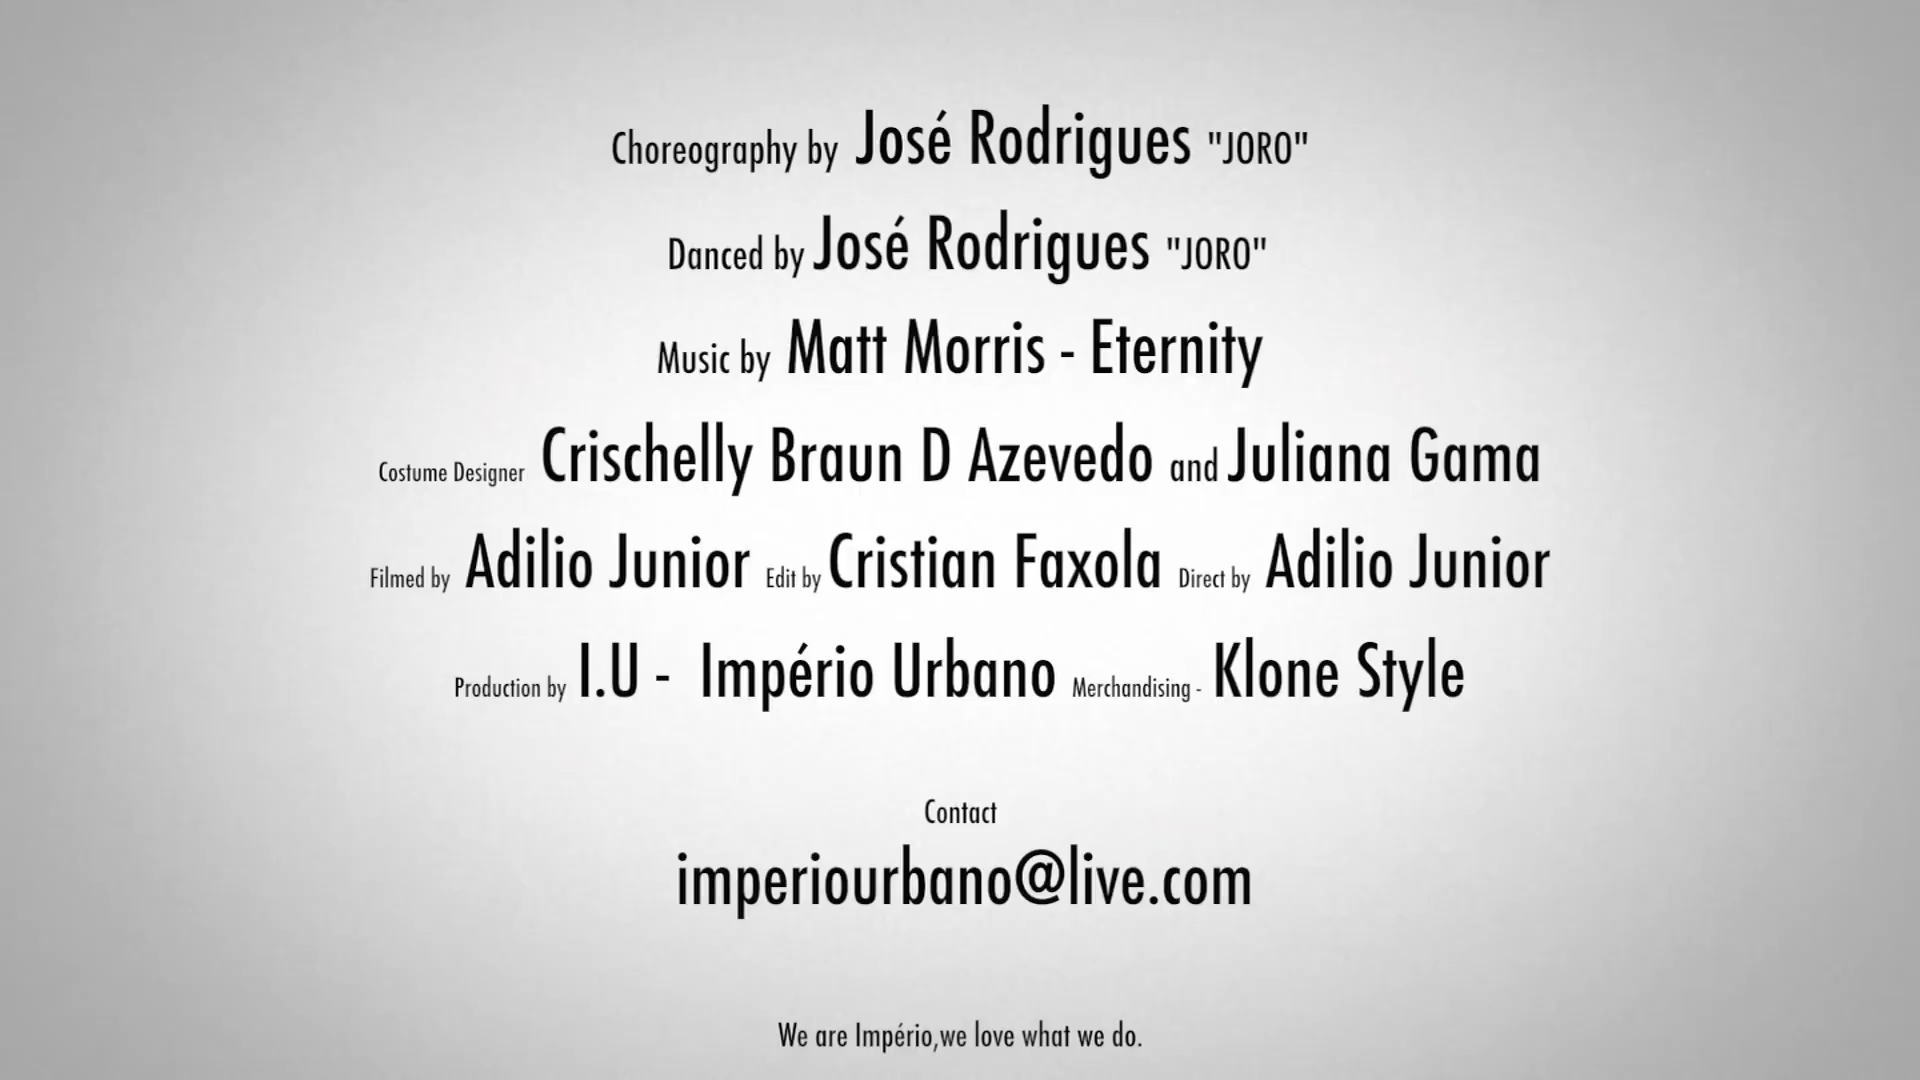 Choreography by José Rodrigues "JORO"
Danced by José Rodrigues "JORO"
Music by Matt Morris - Eternity
Costume Designer Crischelly Braun D Azevedo and Juliana Gama
Filmed by Adilio Junior Edit by Cristian Faxola Direct by Adilio Junior
Production by I.U - Império Urbano Merchandising - Klone Style
Contact
imperiourbano@live.com
We are Império,we love what we do.